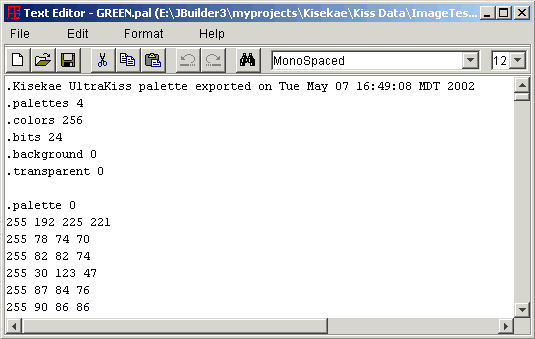 Text Editor - GREEN.pal (E:\JBuilder3\myprojects\Kisekae\Kiss Data\ImageTes...
File Edit Format Help
MonoSpaced 12
.Kisekae UltraKiss palette exported on Tue May 07 16:49:08 MDT 2002
.palettes 4
.colors 256
.bits 24
.background 0
.transparent 0
.palette 0
255 192 225 221
255 78 74 70
255 82 82 74
255 30 123 47
255 87 84 76
255 90 86 86